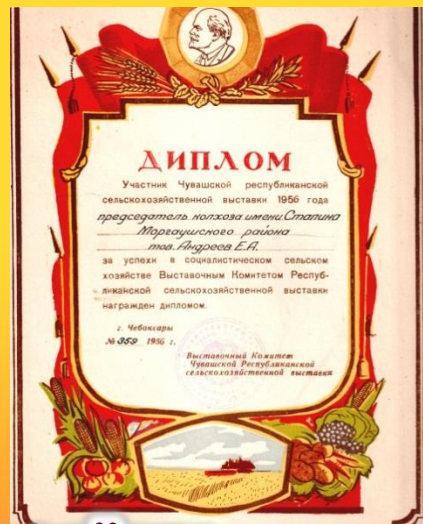 ДИПЛОМ
Участник Чувашской республиканской
сельскохозяйственной выставки 1956 года
председатель колхоза имени Сталина
Моргаушского района
тов. Андреев Е.А.
за успехи в социалистическом сельском
хозяйстве Выставочным Комитетом Респуб-
ликанской сельскохозяйственной выставки
награжден дипломом.
г. Чебоксары
№ 359 1956 г.
Выставочный Комитет
Чувашской Республиканской
сельскохозяйственной выставки